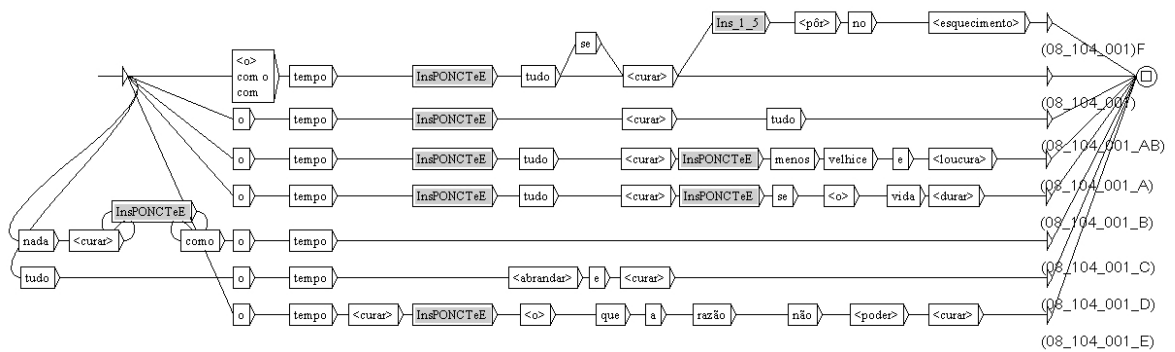 Ins_1_5 <pôr> no <esquecimento>
se
(08_104_001)F
<o>
com o
com
tempo InsPONCTeE tudo <curar>
(08_104_001)
o tempo InsPONCTeE <curar> tudo
(08_104_001_AB)
o tempo InsPONCTeE tudo <curar> InsPONCTeE menos velhice e <loucura>
(08_104_001_A)
o tempo InsPONCTeE tudo <curar> InsPONCTeE se <o> vida <durar>
(08_104_001_B)
InsPONCTeE
nada <curar> como o tempo
(08_104_001_C)
tudo o tempo <abrandar> e <curar>
(08_104_001_D)
o tempo <curar> InsPONCTeE <o> que a razão não <poder> <curar>
(08_104_001_E)